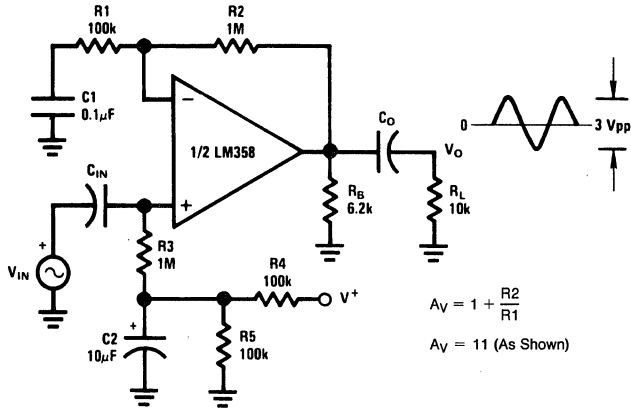 R1
100k
R2
1M
C1
0.1µF
−
1/2 LM358
+
CIN
CO
VO
0
3 Vpp
RB
6.2k
RL
10k
+
VIN
R3
1M
R4
100k
V+
+
C2
10µF
R5
100k
AV = 1 + R2/R1
AV = 11 (As Shown)